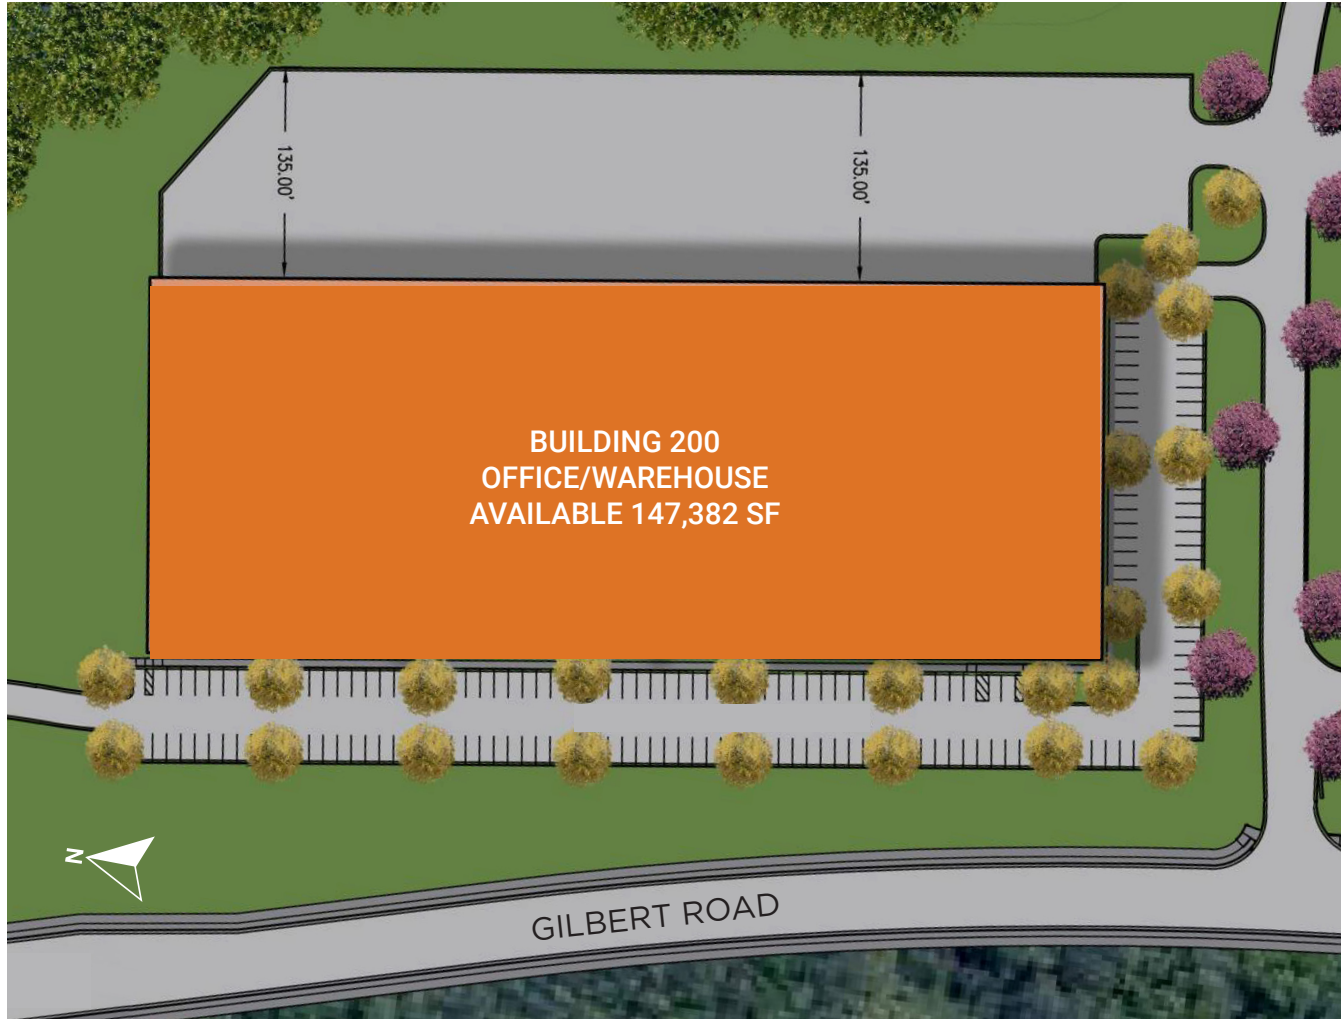 135.00'
135.00'
BUILDING 200
OFFICE/WAREHOUSE
AVAILABLE 147,382 SF
N
GILBERT ROAD